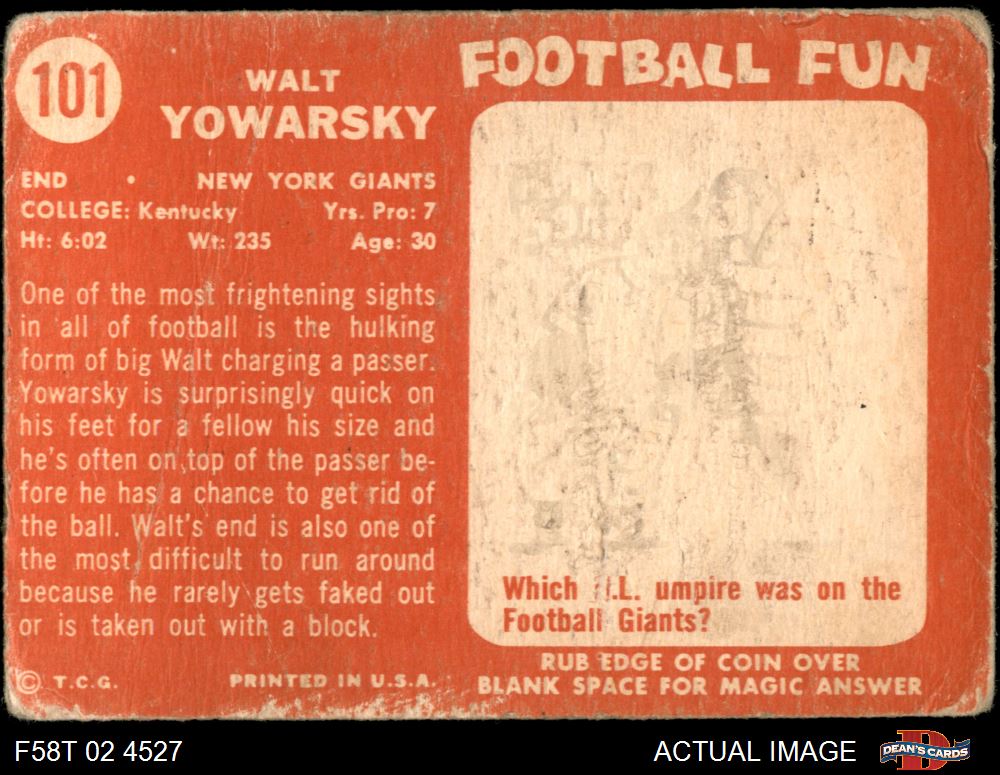 101
WALT
YOWARSKY
END • NEW YORK GIANTS
COLLEGE: Kentucky Yrs. Pro: 7
Ht: 6:02 Wt: 235 Age: 30
One of the most frightening sights
in all of football is the hulking
form of big Walt charging a passer.
Yowarsky is surprisingly quick on
his feet for a fellow his size and
he's often on top of the passer be-
fore he has a chance to get rid of
the ball. Walt's end is also one of
the most difficult to run around
because he rarely gets faked out
or is taken out with a block.
© T.C.G. PRINTED IN U.S.A.
FOOTBALL FUN
Which .L. umpire was on the
Football Giants?
RUB EDGE OF COIN OVER
BLANK SPACE FOR MAGIC ANSWER
F58T 02 4527
ACTUAL IMAGE
DEAN'S CARDS